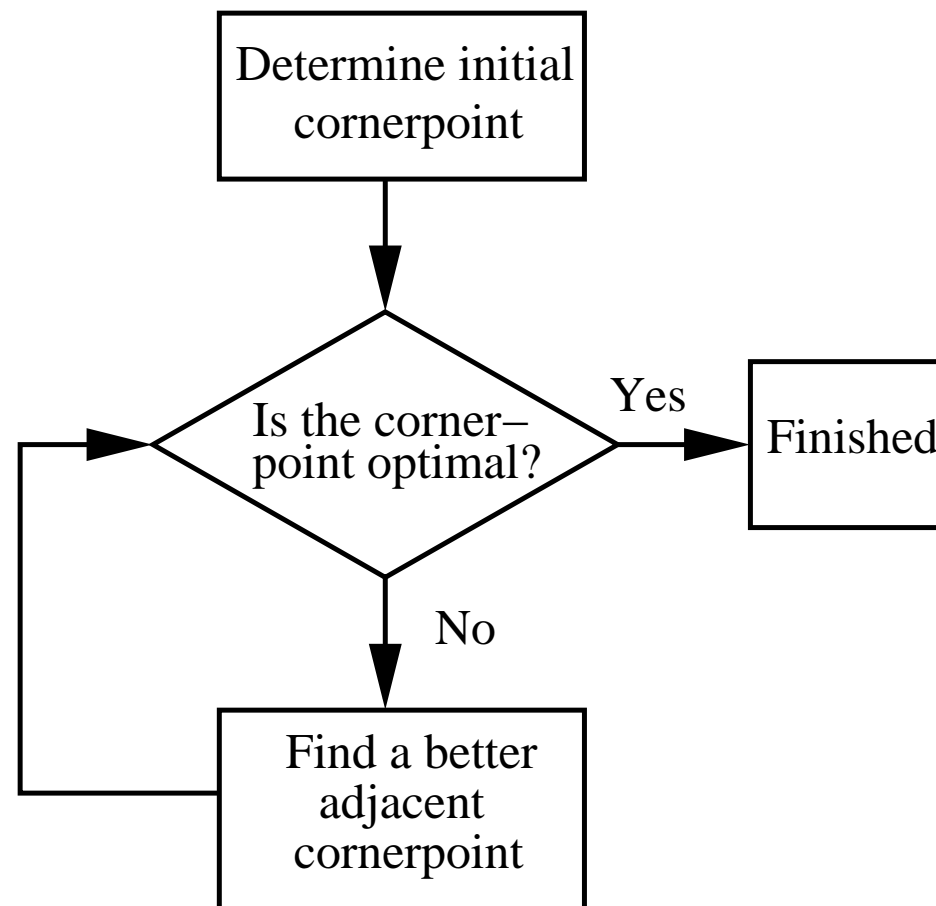 Determine initial
cornerpoint
Is the corner–
point optimal?
Yes
Finished
No
Find a better
adjacent
cornerpoint